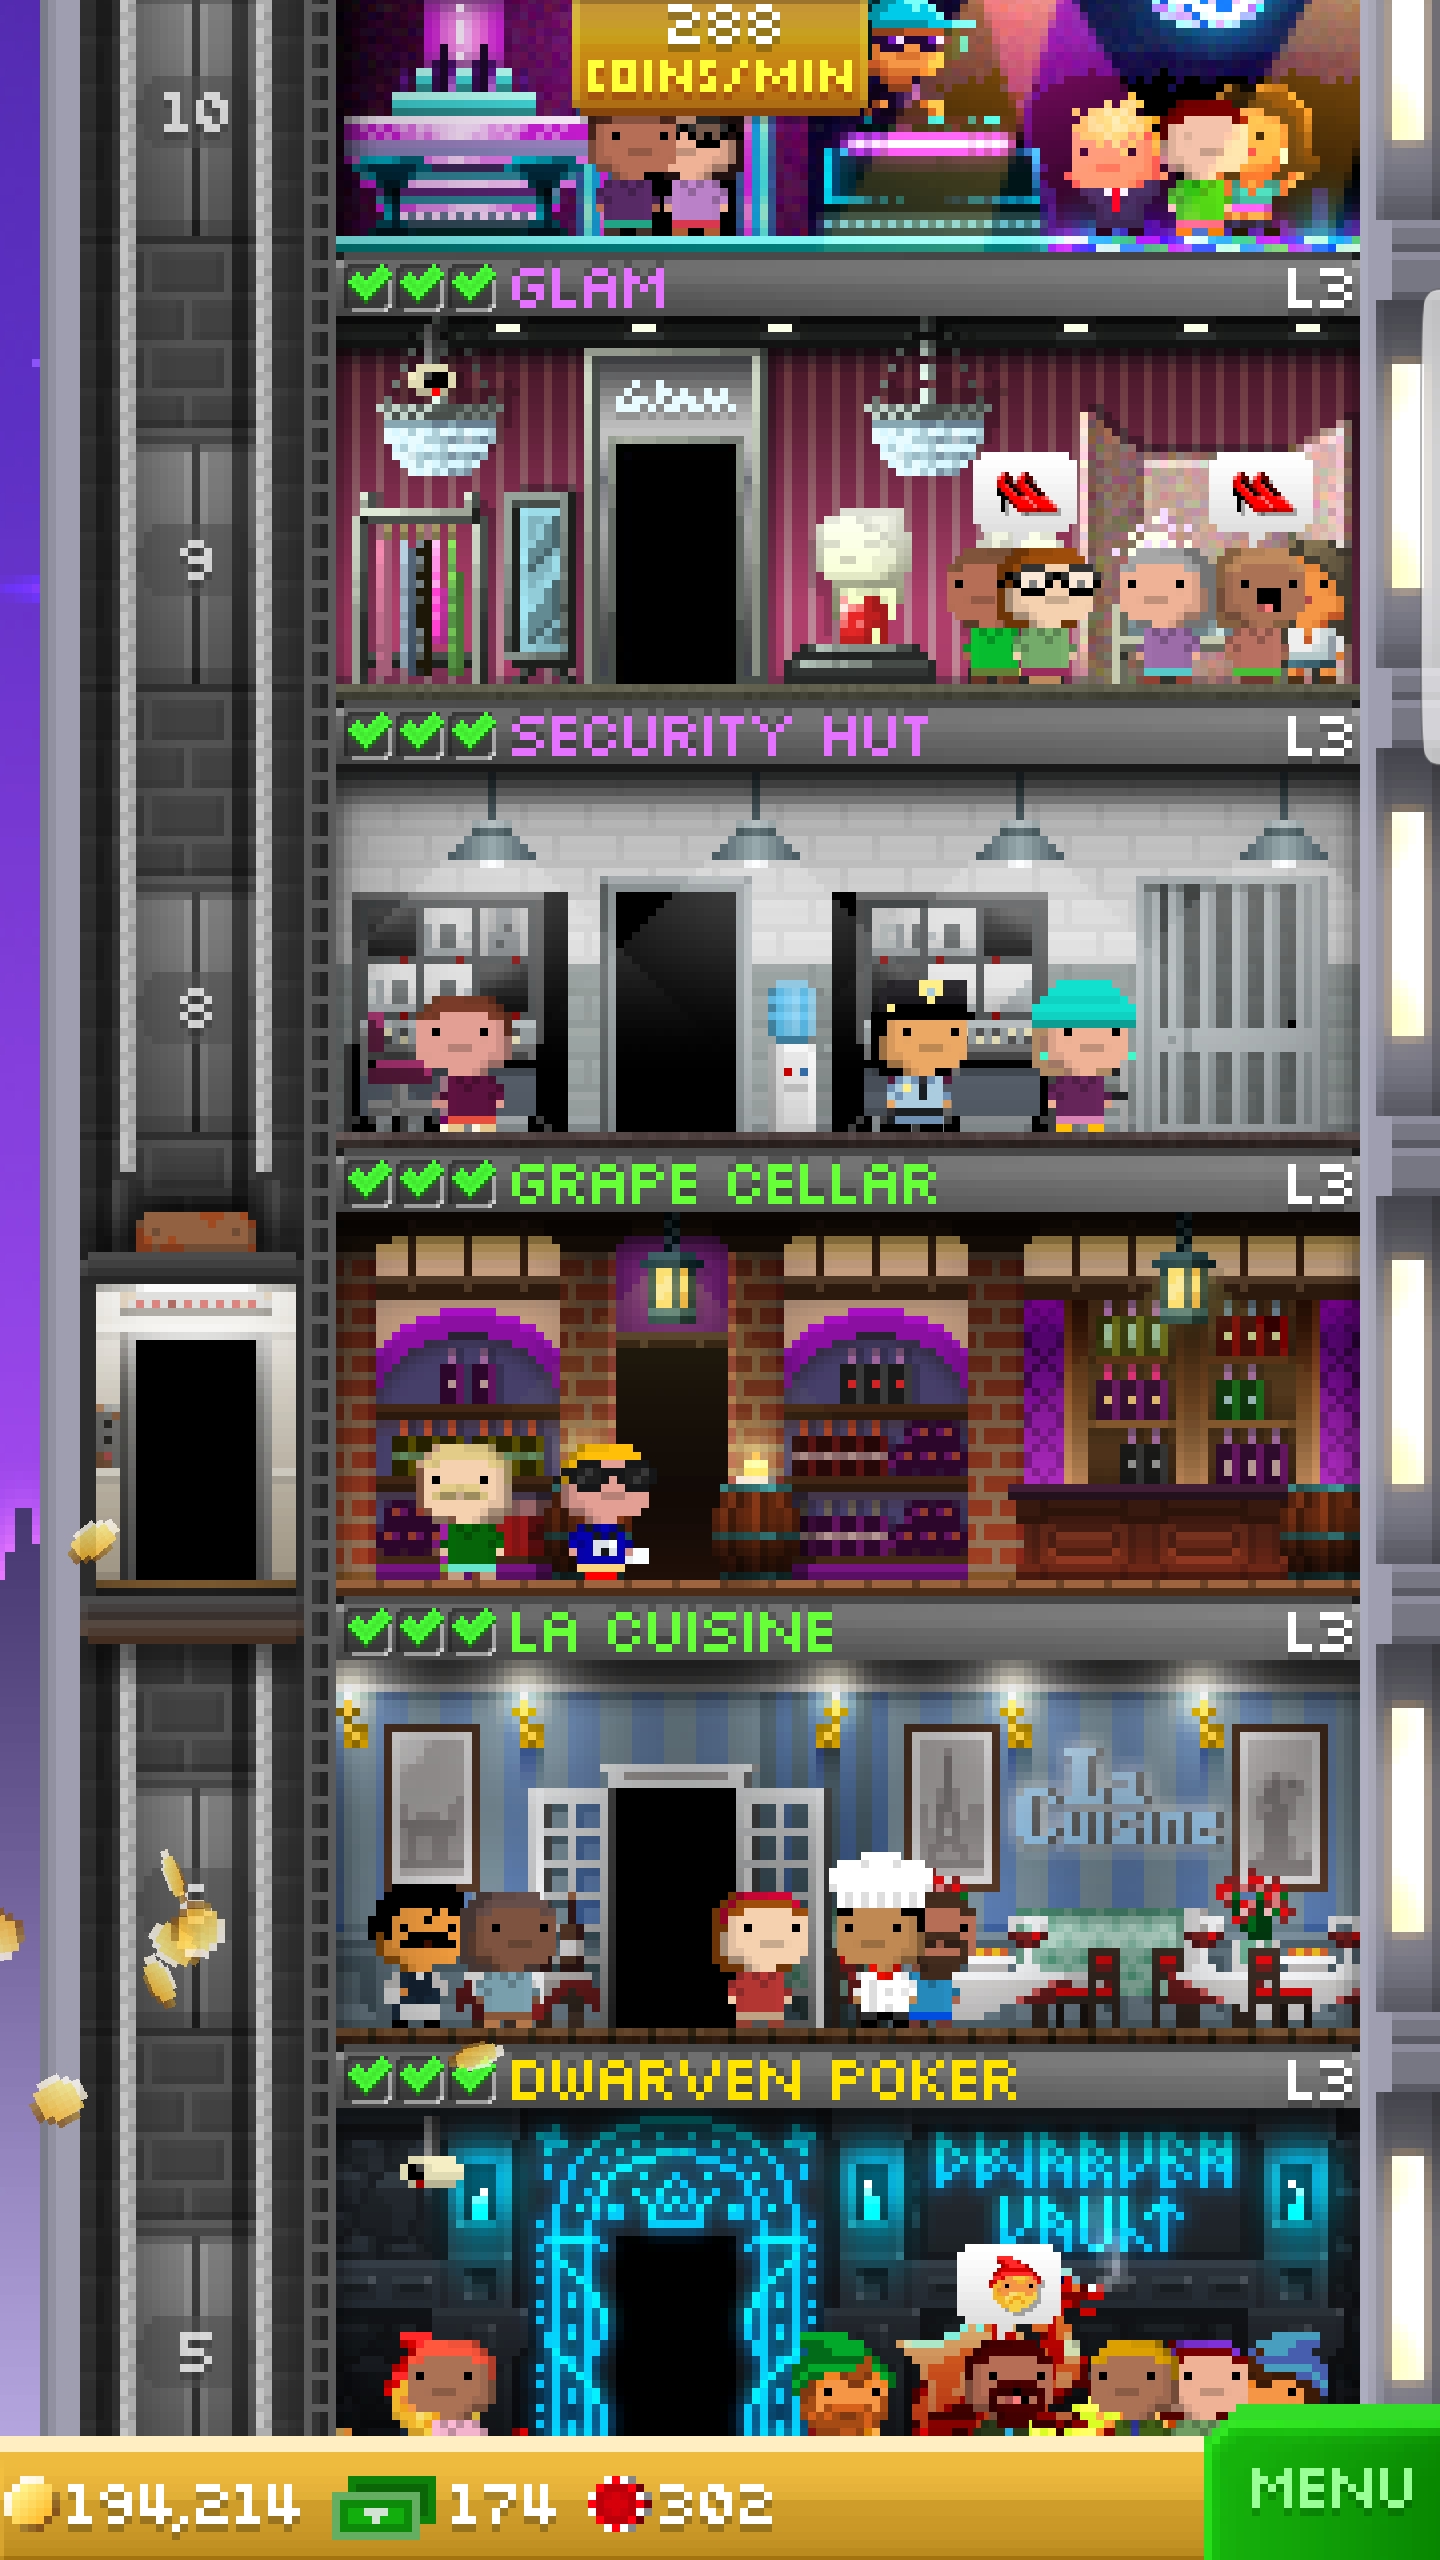 288
COINS/MIN
10
GLAM
L3
Glam
9
SECURITY HUT
L3
8
GRAPE CELLAR
L3
LA CUISINE
L3
La
Cuisine
DWARVEN POKER
L3
DWARVEN
VAULT
5
194,214
174
302
MENU